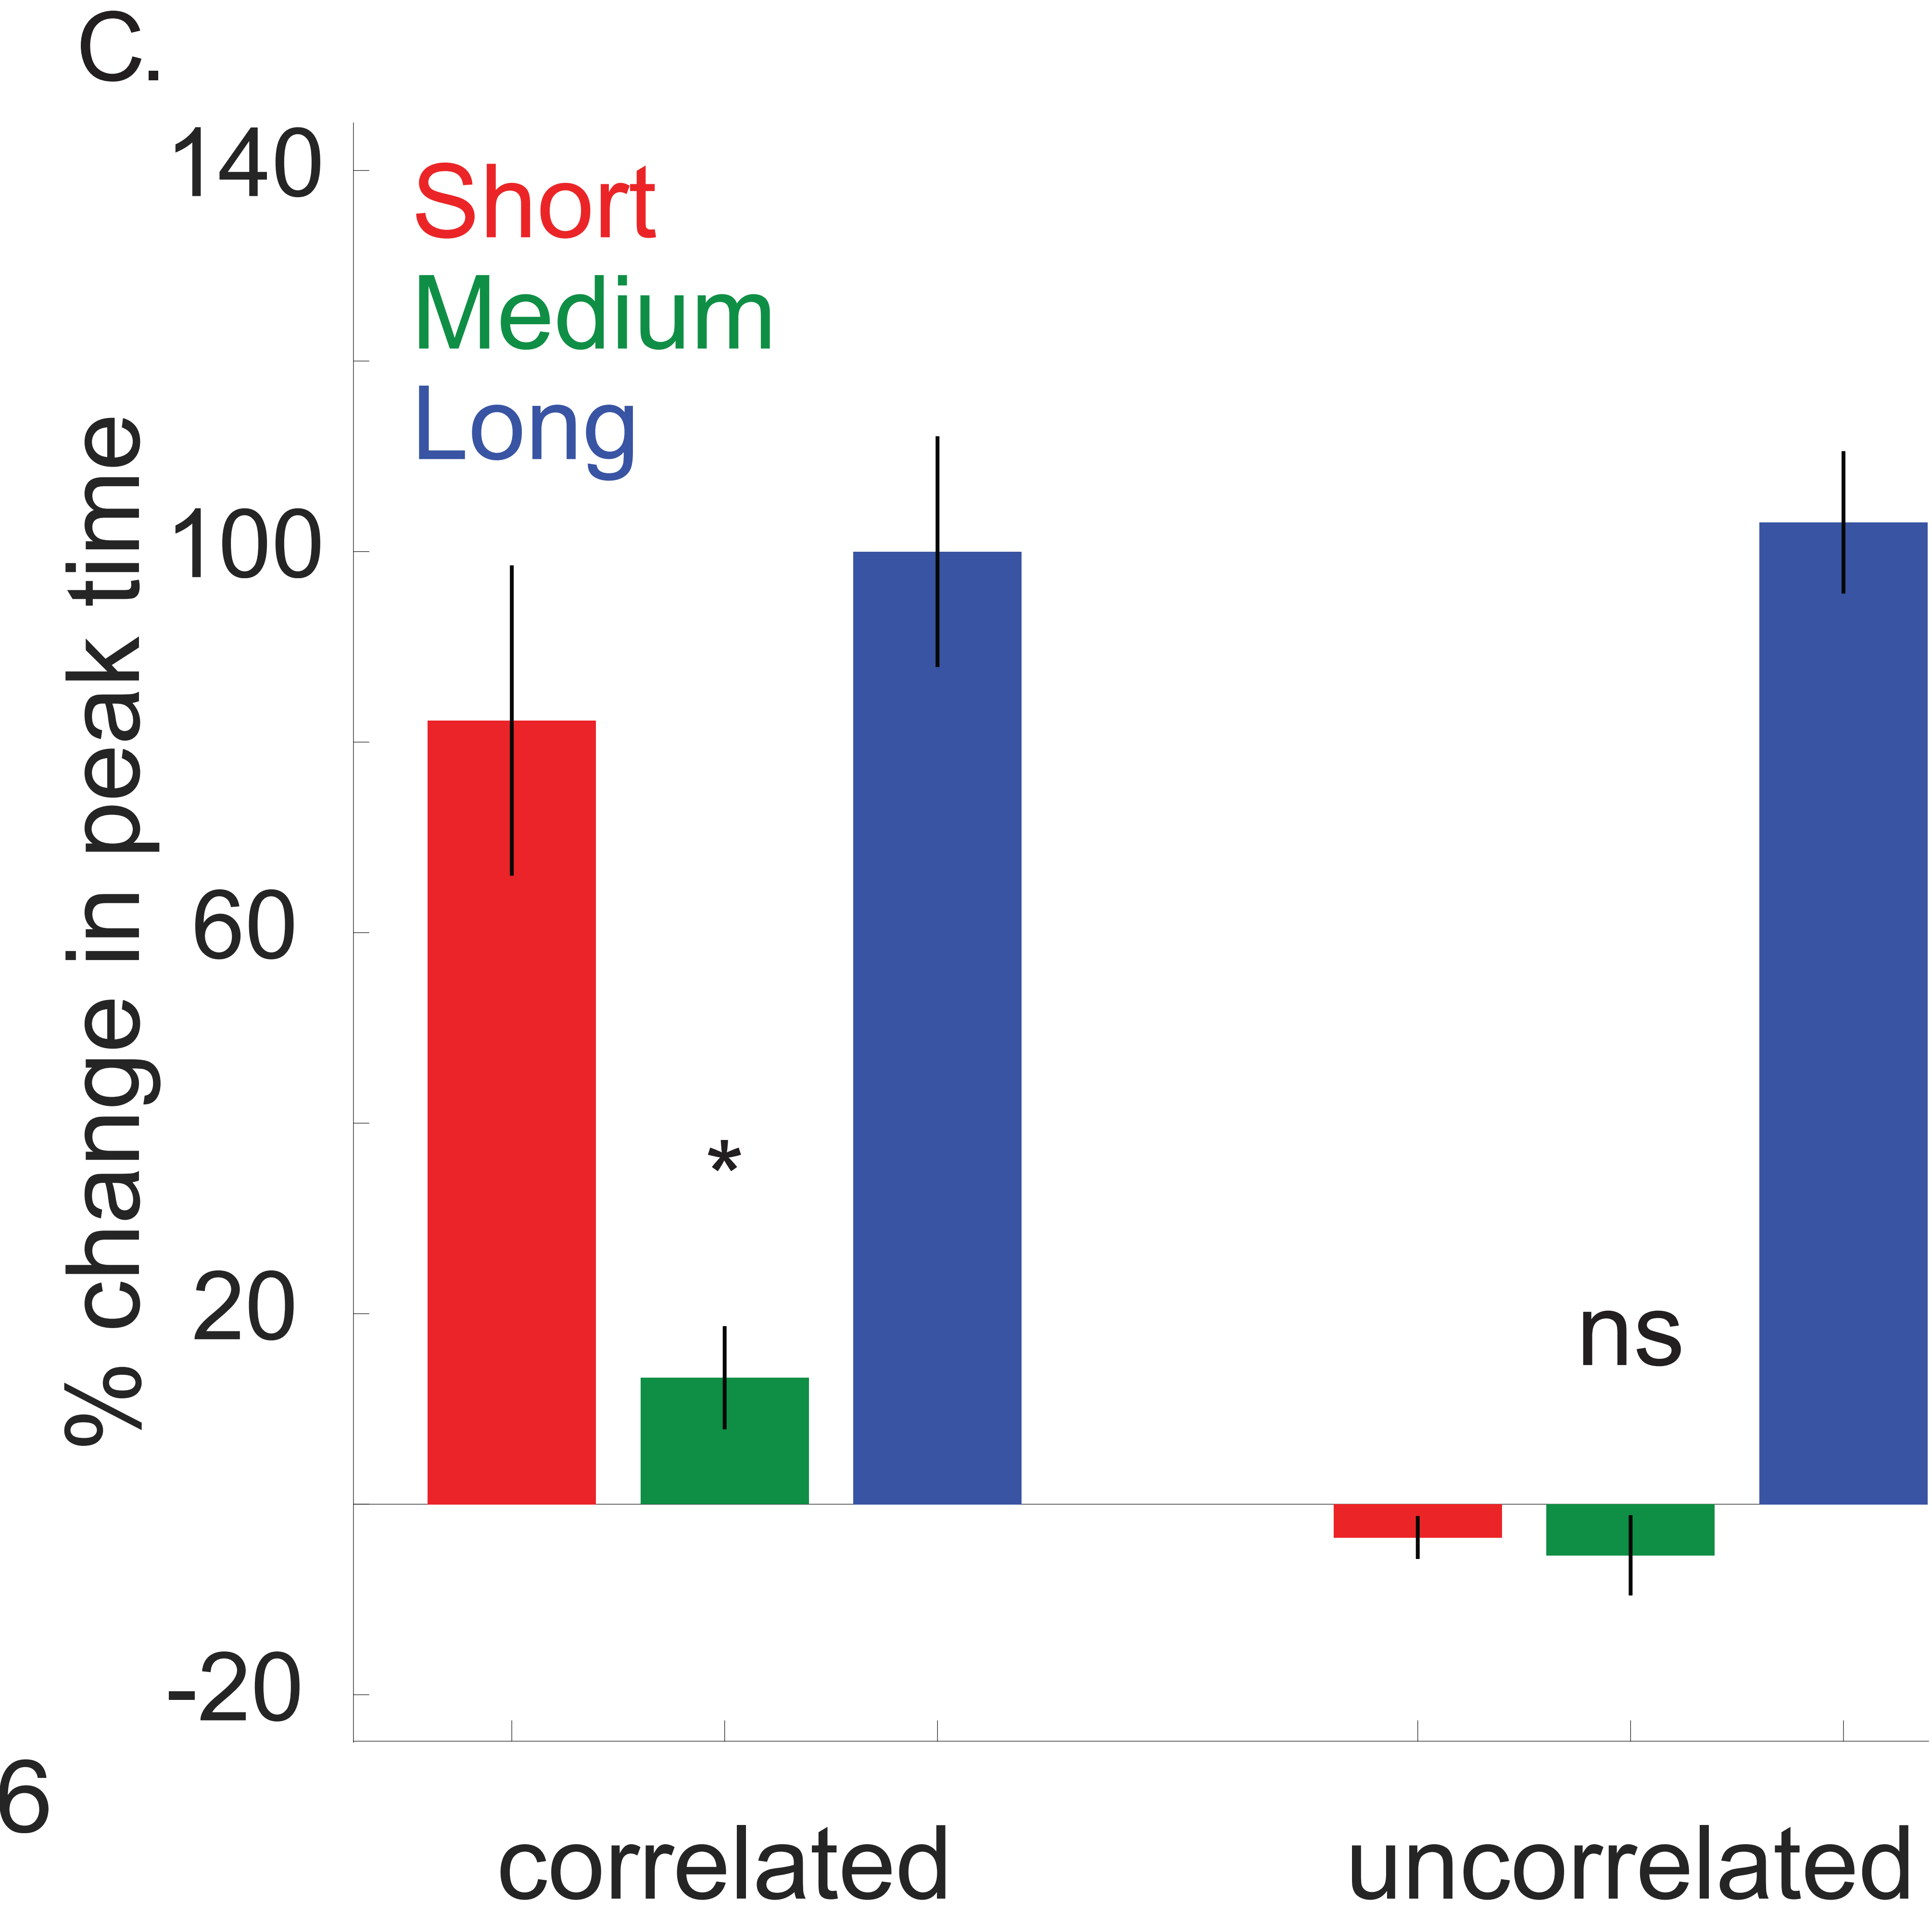 C.
140
Short
Medium
Long
100
% change in peak time
60
*
20
ns
-20
6
correlated
uncorrelated